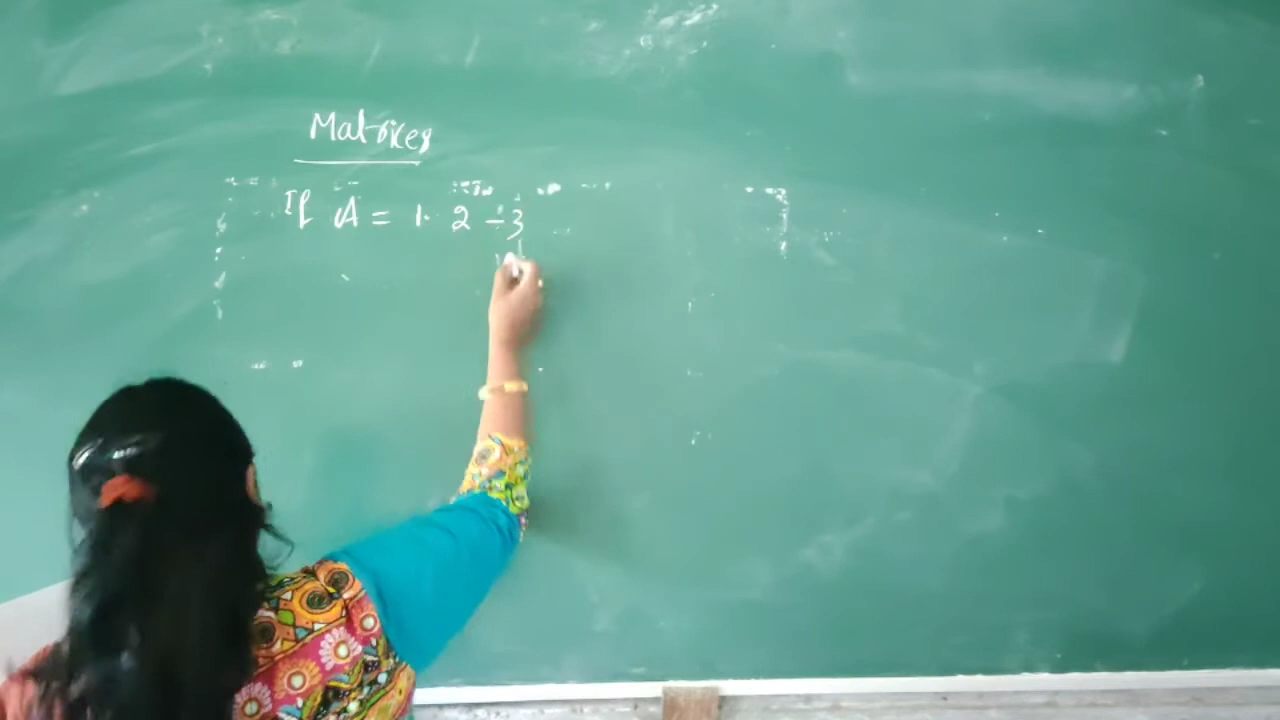 Matrices
If A = 1 2 -3